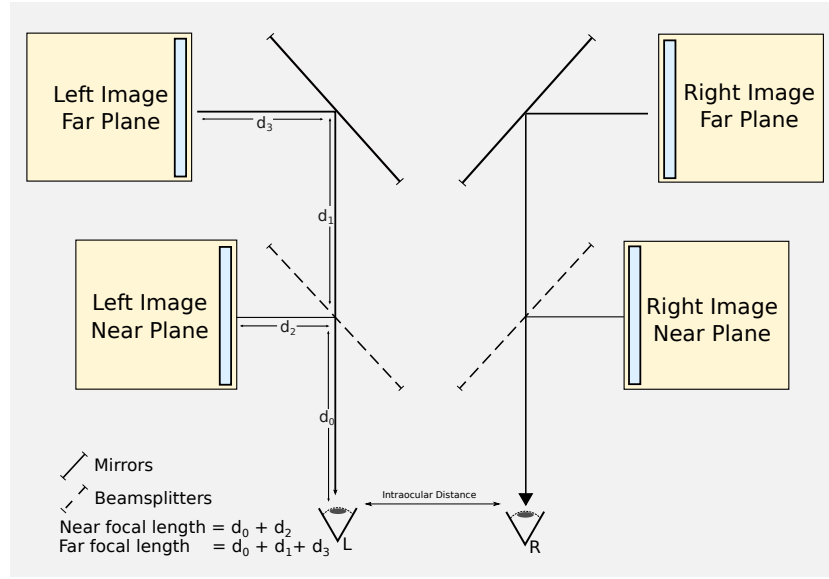 Left Image
Far Plane
Right Image
Far Plane
d₃
d₁
Left Image
Near Plane
Right Image
Near Plane
d₂
d₀
Mirrors
Beamsplitters
Intraocular Distance
Near focal length = d₀ + d₂
Far focal length = d₀ + d₁+ d₃
L
R